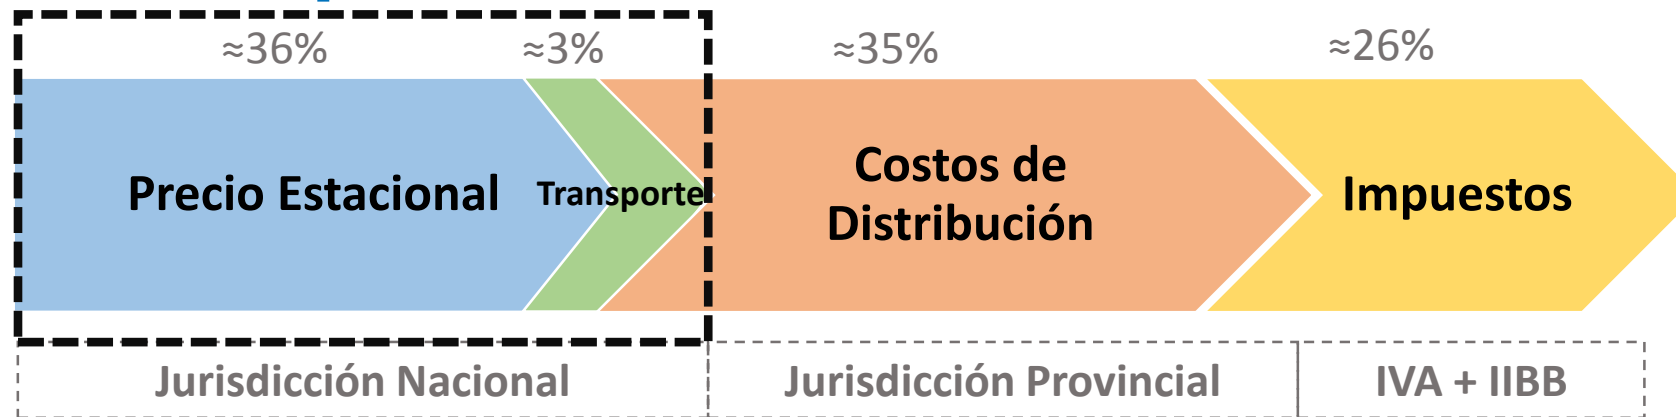 ≈36% ≈3% ≈35% ≈26%
Precio Estacional Transporte Costos de Distribución Impuestos
Jurisdicción Nacional Jurisdicción Provincial IVA + IIBB